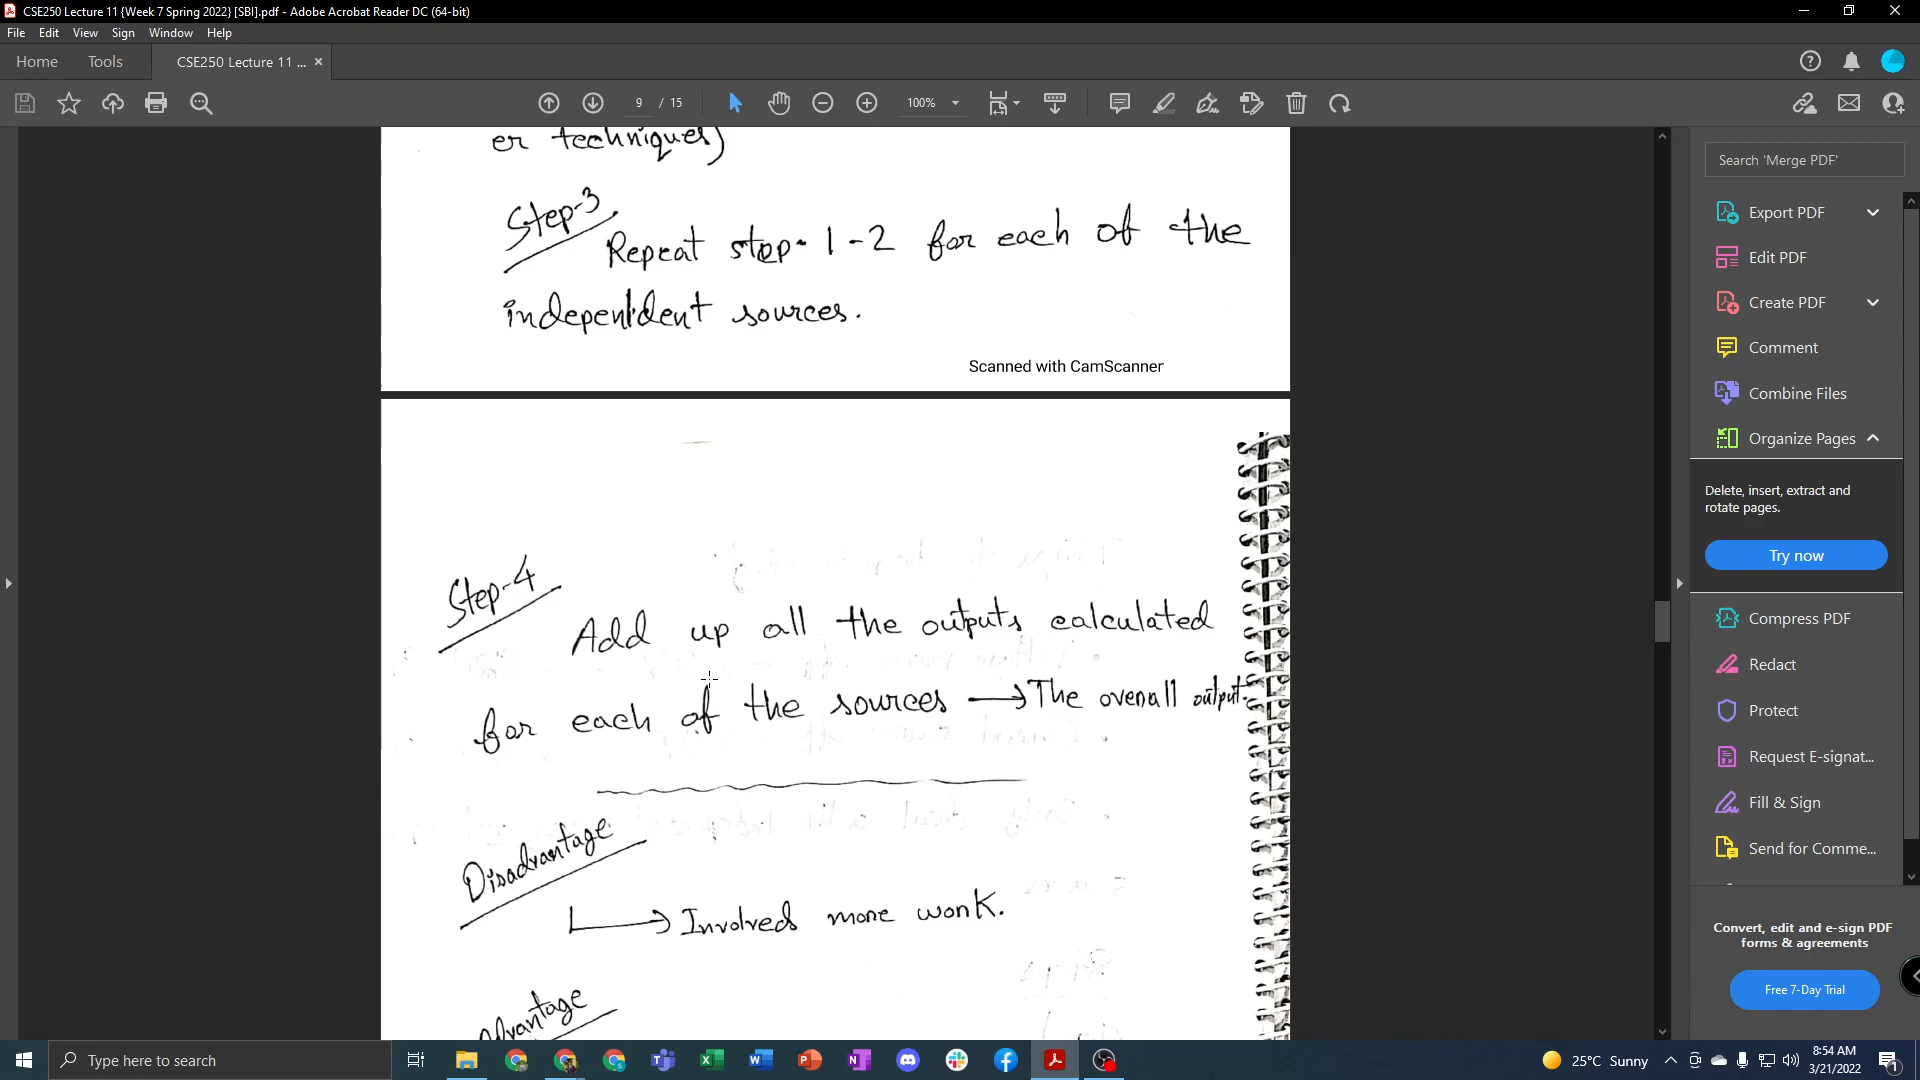 CSE250 Lecture 11 {Week 7 Spring 2022} [SBI].pdf - Adobe Acrobat Reader DC (64-bit)
File Edit View Sign Window Help
Home Tools CSE250 Lecture 11 ... ×
9 / 15 100%
er techniques)
Step-3
Repeat step-1-2 for each of the
independent sources.
Scanned with CamScanner
Step-4
Add up all the outputs calculated
for each of the sources → The overall output.
Disadvantage
Involved more work.
Advantage
Search 'Merge PDF'
Export PDF
Edit PDF
Create PDF
Comment
Combine Files
Organize Pages
Delete, insert, extract and
rotate pages.
Try now
Compress PDF
Redact
Protect
Request E-signat...
Fill & Sign
Send for Comme...
Convert, edit and e-sign PDF
forms & agreements
Free 7-Day Trial
Type here to search
25°C Sunny
8:54 AM
3/21/2022
1